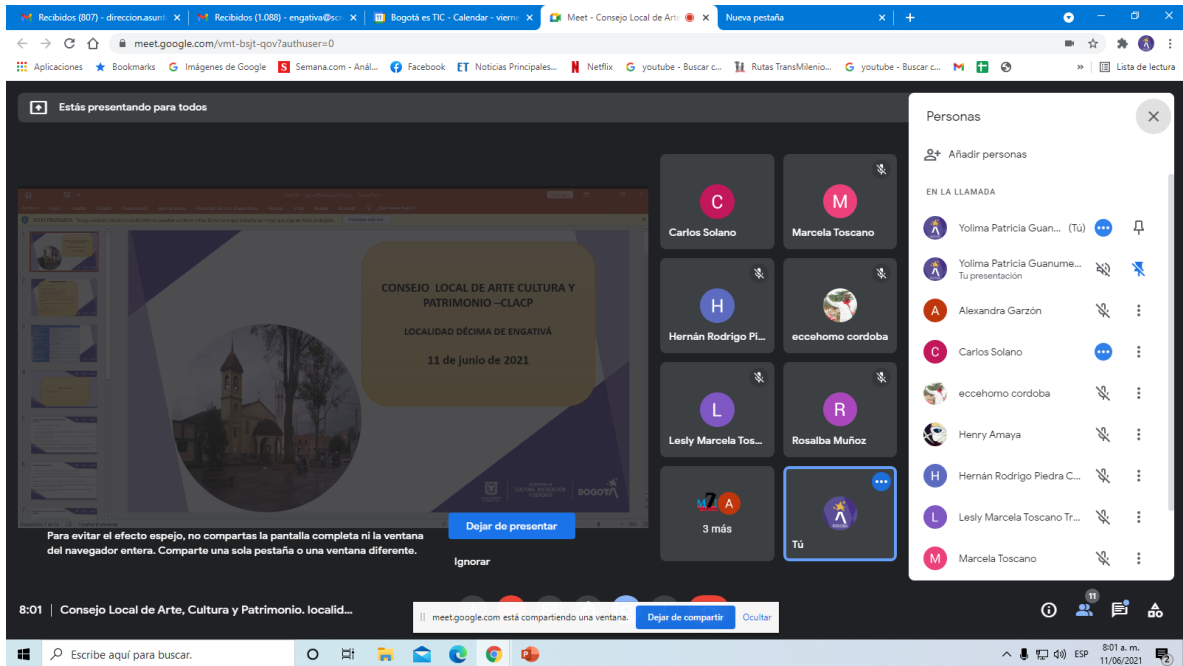 Recibidos (807) - direccion.asunt
Recibidos (1.088) - engativa@scr
Bogotá es TIC - Calendar - vierne
Meet - Consejo Local de Arte
Nueva pestaña
meet.google.com/vmt-bsjt-qov?authuser=0
Aplicaciones
Bookmarks
Imágenes de Google
Semana.com - Anál...
Facebook
Noticias Principales...
Netflix
youtube - Buscar c...
Rutas TransMilenio...
youtube - Buscar c...
»
Lista de lectura
Estás presentando para todos
CONSEJO LOCAL DE ARTE CULTURA Y
PATRIMONIO –CLACP
LOCALIDAD DÉCIMA DE ENGATIVÁ
11 de junio de 2021
BOGOTÁ
Para evitar el efecto espejo, no compartas la pantalla completa ni la ventana
del navegador entera. Comparte una sola pestaña o una ventana diferente.
Dejar de presentar
Ignorar
C
Carlos Solano
M
Marcela Toscano
H
Hernán Rodrigo Pi...
eccehomo cordoba
L
Lesly Marcela Tos...
R
Rosalba Muñoz
A
3 más
Tú
Personas
Añadir personas
EN LA LLAMADA
Yolima Patricia Guan... (Tú)
Yolima Patricia Guanume...
Tu presentación
A Alexandra Garzón
C Carlos Solano
eccehomo cordoba
Henry Amaya
H Hernán Rodrigo Piedra C...
L Lesly Marcela Toscano Tr...
M Marcela Toscano
8:01 | Consejo Local de Arte, Cultura y Patrimonio. localid...
meet.google.com está compartiendo una ventana.
Dejar de compartir
Ocultar
11
Escribe aquí para buscar.
ESP
8:01 a. m.
11/06/2021
2